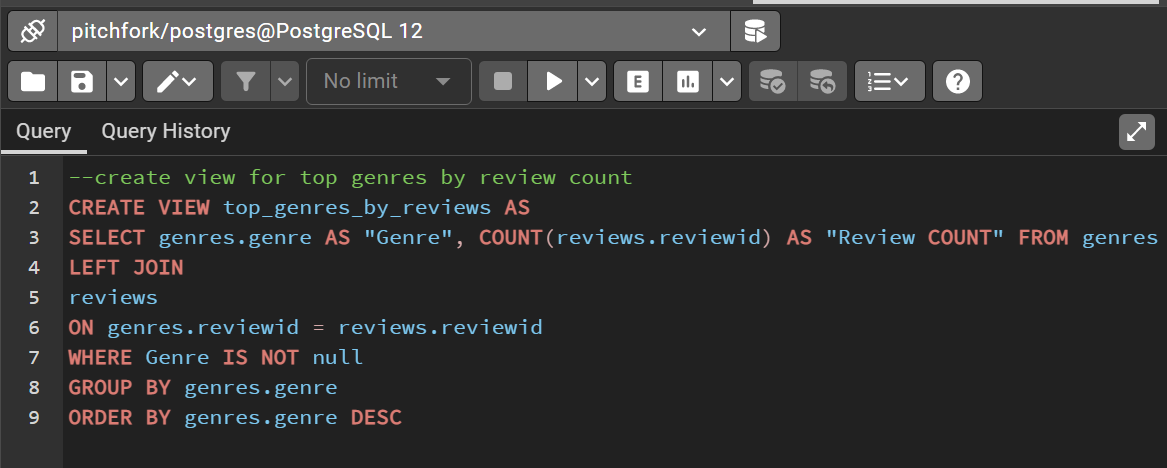 pitchfork/postgres@PostgreSQL 12
No limit
E
Query Query History
1 --create view for top genres by review count
2 CREATE VIEW top_genres_by_reviews AS
3 SELECT genres.genre AS "Genre", COUNT(reviews.reviewid) AS "Review COUNT" FROM genres
4 LEFT JOIN
5 reviews
6 ON genres.reviewid = reviews.reviewid
7 WHERE Genre IS NOT null
8 GROUP BY genres.genre
9 ORDER BY genres.genre DESC